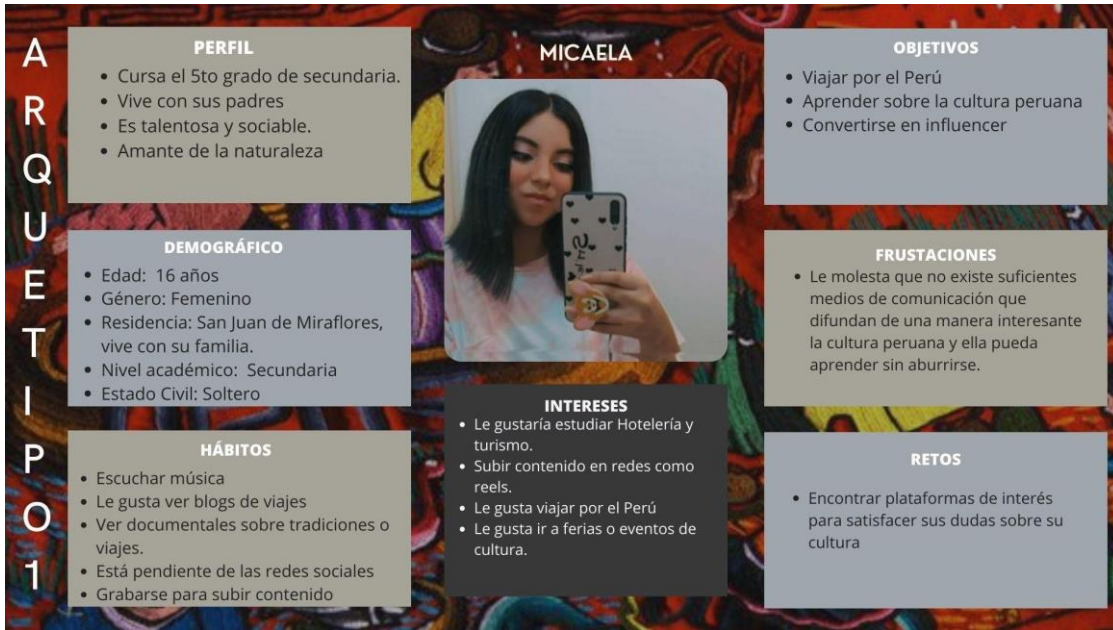 ARQUETIPO1
PERFIL
• Cursa el 5to grado de secundaria.
• Vive con sus padres
• Es talentosa y sociable.
• Amante de la naturaleza
DEMOGRÁFICO
• Edad: 16 años
• Género: Femenino
• Residencia: San Juan de Miraflores,
vive con su familia.
• Nivel académico: Secundaria
• Estado Civil: Soltero
HÁBITOS
• Escuchar música
• Le gusta ver blogs de viajes
• Ver documentales sobre tradiciones o
viajes.
• Está pendiente de las redes sociales
• Grabarse para subir contenido
MICAELA
INTERESES
• Le gustaría estudiar Hotelería y
turismo.
• Subir contenido en redes como
reels.
• Le gusta viajar por el Perú
• Le gusta ir a ferias o eventos de
cultura.
OBJETIVOS
• Viajar por el Perú
• Aprender sobre la cultura peruana
• Convertirse en influencer
FRUSTACIONES
• Le molesta que no existe suficientes
medios de comunicación que
difundan de una manera interesante
la cultura peruana y ella pueda
aprender sin aburrirse.
RETOS
• Encontrar plataformas de interés
para satisfacer sus dudas sobre su
cultura